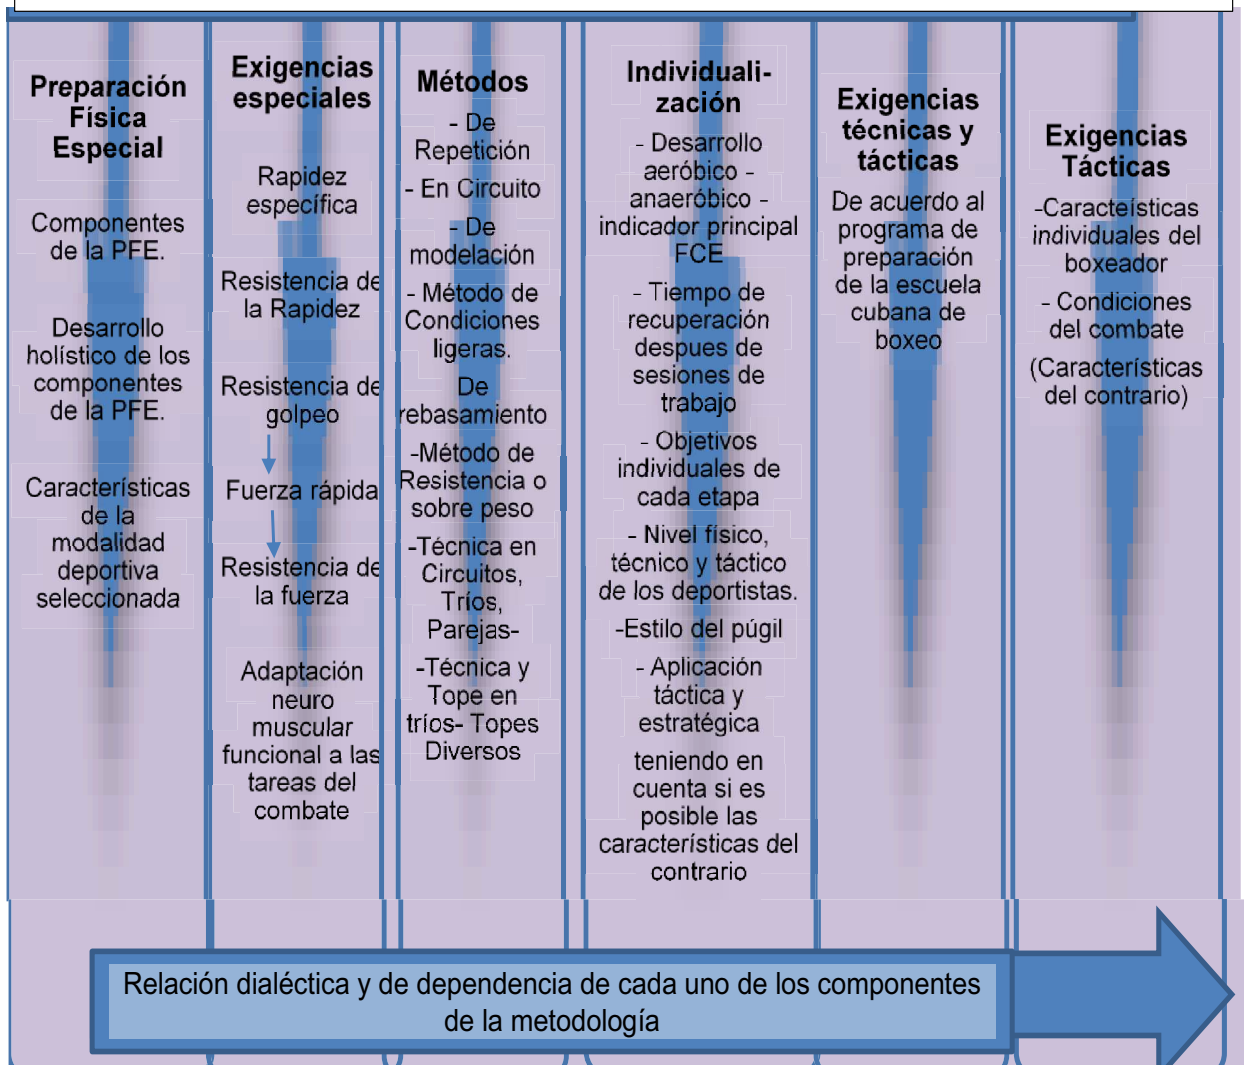 Preparación
Física
Especial
Componentes
de la PFE.
Desarrollo
holístico de los
componentes
de la PFE.
Características
de la
modalidad
deportiva
seleccionada
Exigencias
especiales
Rapidez
específica
Resistencia de
la Rapidez
Resistencia de
golpeo
Fuerza rápida
Resistencia de
la fuerza
Adaptación
neuro
muscular
funcional a las
tareas del
combate
Métodos
- De
Repetición
- En Circuito
- De
modelación
- Método de
Condiciones
ligeras.
De
rebasamiento
-Método de
Resistencia o
sobre peso
-Técnica en
Circuitos,
Tríos,
Parejas-
-Técnica y
Tope en
tríos- Topes
Diversos
Individuali-
zación
- Desarrollo
aeróbico -
anaeróbico -
indicador principal
FCE
- Tiempo de
recuperación
despues de
sesiones de
trabajo
- Objetivos
individuales de
cada etapa
- Nivel físico,
técnico y táctico
de los deportistas.
-Estilo del púgil
- Aplicación
táctica y
estratégica
teniendo en
cuenta si es
posible las
características del
contrario
Exigencias
técnicas y
tácticas
De acuerdo al
programa de
preparación
de la escuela
cubana de
boxeo
Exigencias
Tácticas
-Características
individuales del
boxeador
- Condiciones
del combate
(Características
del contrario)
Relación dialéctica y de dependencia de cada uno de los componentes
de la metodología